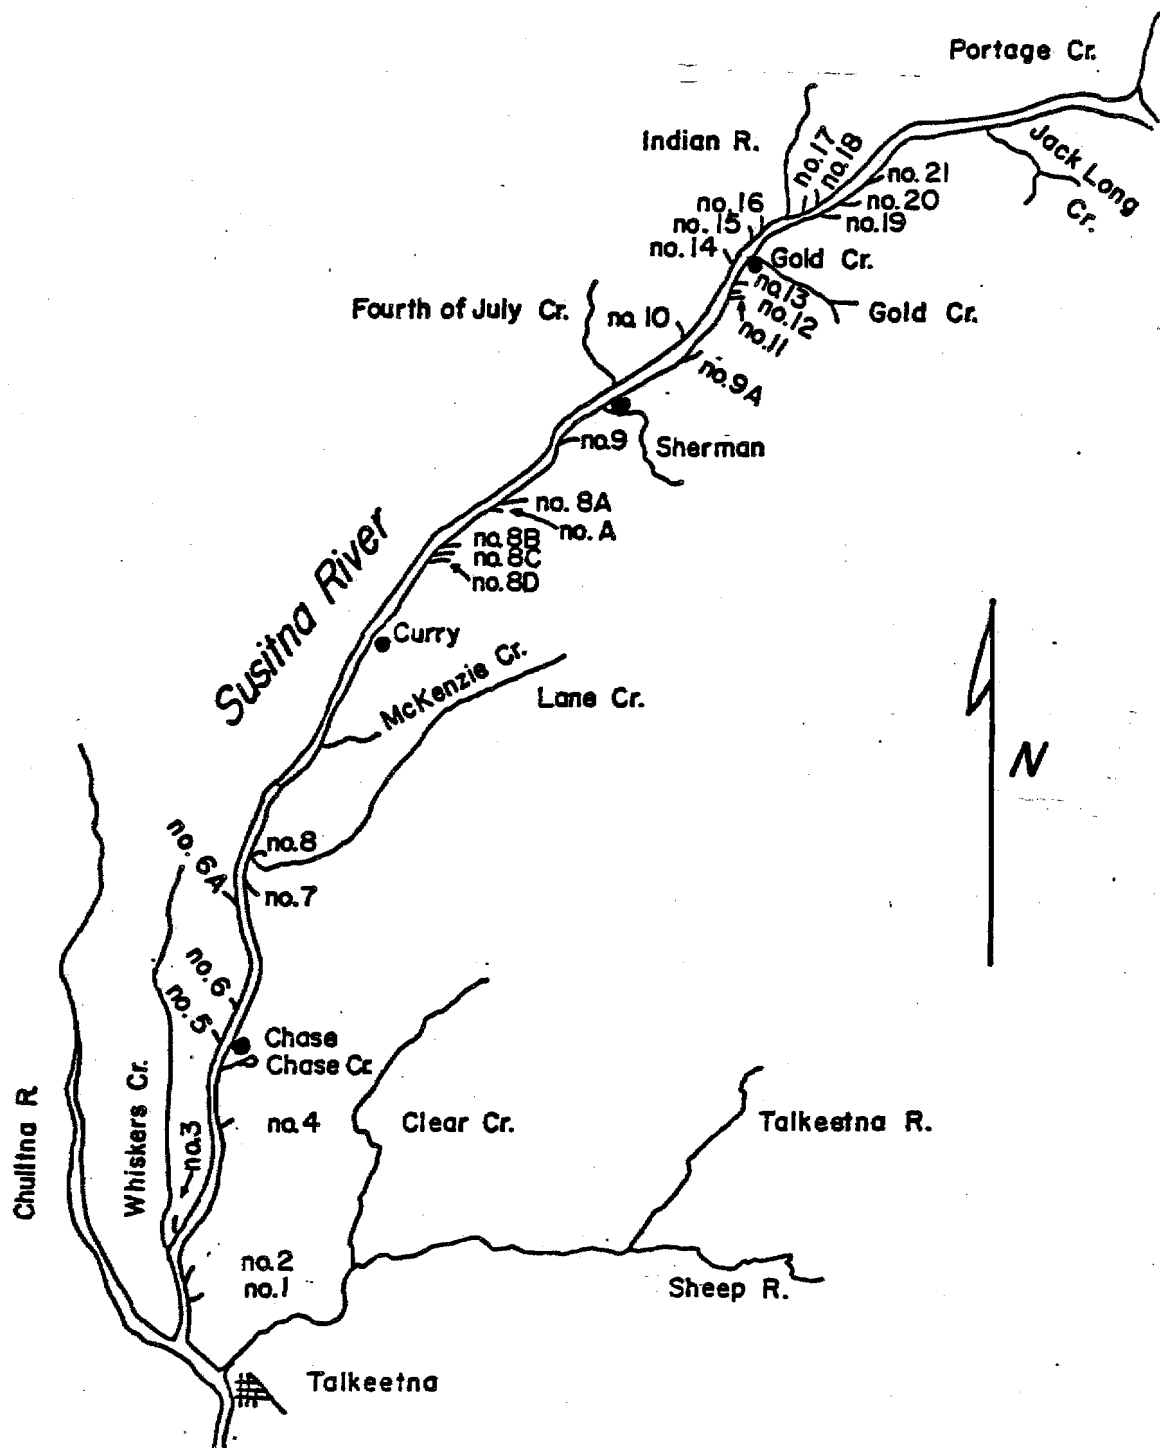 Portage Cr.
Indian R.
no.17
no.18
Jack Long
Cr.
no.21
no.20
no.19
no.16
no.15
no.14
Gold Cr.
no.13
no.12
no.11
Gold Cr.
Fourth of July Cr.
no.10
no.9A
no.9
Sherman
no. 8A
no. A
no.8B
no.8C
no.8D
Susitna River
Curry
McKenzie Cr.
Lane Cr.
N
no.8
no. 6A
no.7
no.6
no.5
Chase
Chase Cr.
Chulitna R.
Whiskers Cr.
no.3
no.4
Clear Cr.
Talkeetna R.
no.2
no.1
Sheep R.
Talkeetna